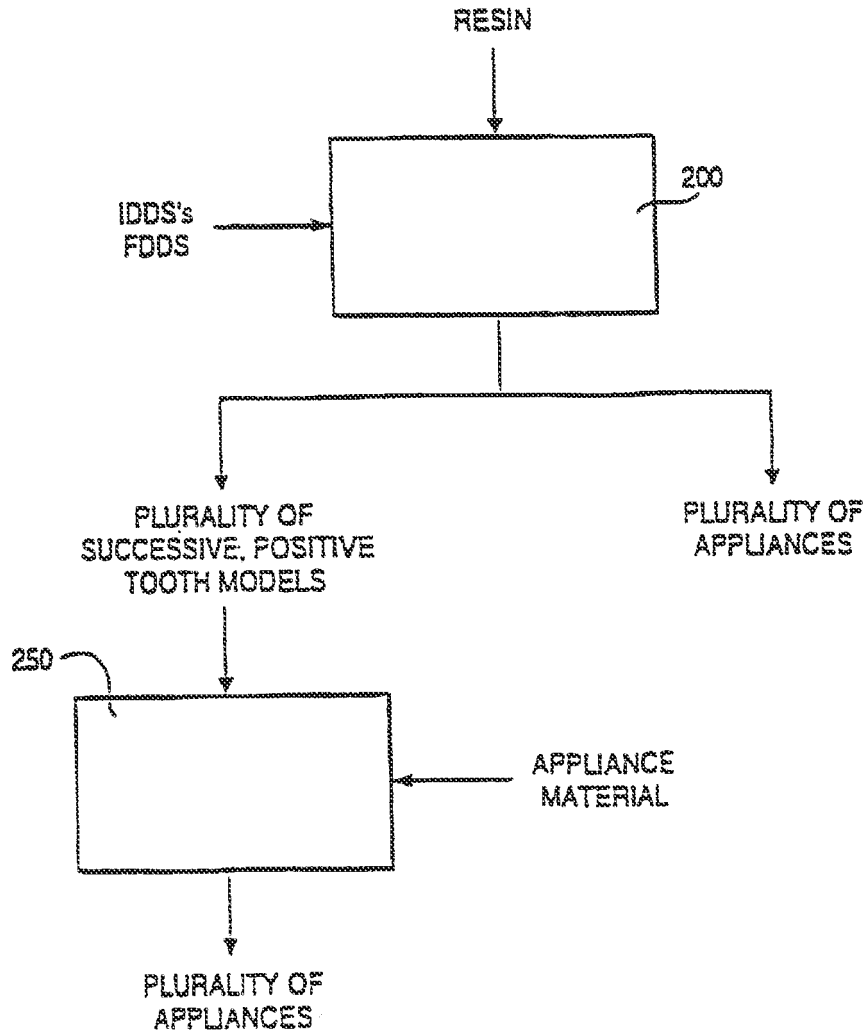 RESIN
200
IDDS's
FDDS
PLURALITY OF
SUCCESSIVE, POSITIVE
TOOTH MODELS
PLURALITY OF
APPLIANCES
250
APPLIANCE
MATERIAL
PLURALITY OF
APPLIANCES